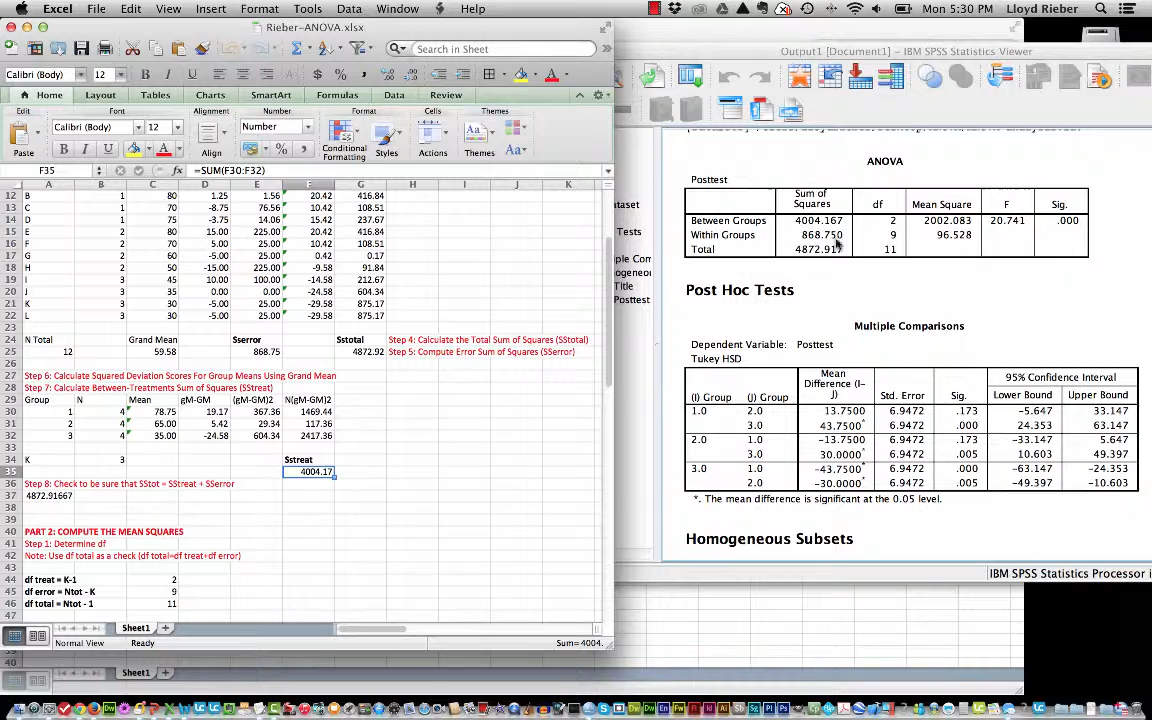 Excel File Edit View Insert Format Tools Data Window Help Mon 5:30 PM Lloyd Rieber
Rieber-ANOVA.xlsx
Search in Sheet
Calibri (Body) 12 B I U $ %
Home Layout Tables Charts SmartArt Formulas Data Review
Edit Font Alignment Number Format Cells Themes
Calibri (Body) 12 Number
Paste B I U Align % Conditional Formatting Styles Actions Themes Aa
F35 fx =SUM(F30:F32)
A B C D E F G H I J K
12 B 1 80 1.25 1.56 20.42 416.84
13 C 1 70 -8.75 76.56 10.42 108.51
14 D 1 75 -3.75 14.06 15.42 237.67
15 E 2 80 15.00 225.00 20.42 416.84
16 F 2 70 5.00 25.00 10.42 108.51
17 G 2 60 -5.00 25.00 0.42 0.17
18 H 2 50 -15.00 225.00 -9.58 91.84
19 I 3 45 10.00 100.00 -14.58 212.67
20 J 3 35 0.00 0.00 -24.58 604.34
21 K 3 30 -5.00 25.00 -29.58 875.17
22 L 3 30 -5.00 25.00 -29.58 875.17
23
24 N Total Grand Mean SSerror SStotal Step 4: Calculate the Total Sum of Squares (SStotal)
25 12 59.58 868.75 4872.92 Step 5: Compute Error Sum of Squares (SSerror)
26
27 Step 6: Calculate Squared Deviation Scores For Group Means Using Grand Mean
28 Step 7: Calculate Between-Treatments Sum of Squares (SStreat)
29 Group N Mean gM-GM (gM-GM)2 N(gM-GM)2
30 1 4 78.75 19.17 367.36 1469.44
31 2 4 65.00 5.42 29.34 117.36
32 3 4 35.00 -24.58 604.34 2417.36
33
34 K 3 SStreat
35 4004.17
36 Step 8: Check to be sure that SStot = SStreat + SSerror
37 4872.91667
38
39
40 PART 2: COMPUTE THE MEAN SQUARES
41 Step 1: Determine df
42 Note: Use df total as a check (df total=df treat+df error)
43
44 df treat = K-1 2
45 df error = Ntot - K 9
46 df total = Ntot - 1 11
47
Sheet1
Normal View Ready Sum=4004.
40
Sheet1
Output1 [Document1] – IBM SPSS Statistics Viewer
ANOVA
Posttest
Sum of Squares df Mean Square F Sig.
Between Groups 4004.167 2 2002.083 20.741 .000
Within Groups 868.750 9 96.528
Total 4872.917 11
Post Hoc Tests
Multiple Comparisons
Dependent Variable: Posttest
Tukey HSD
(I) Group (J) Group Mean Difference (I-J) Std. Error Sig. 95% Confidence Interval
Lower Bound Upper Bound
1.0 2.0 13.7500 6.9472 .173 −5.647 33.147
3.0 43.7500* 6.9472 .000 24.353 63.147
2.0 1.0 −13.7500 6.9472 .173 −33.147 5.647
3.0 30.0000* 6.9472 .005 10.603 49.397
3.0 1.0 −43.7500* 6.9472 .000 −63.147 −24.353
2.0 −30.0000* 6.9472 .005 −49.397 −10.603
*. The mean difference is significant at the 0.05 level.
Homogeneous Subsets
IBM SPSS Statistics Processor
Title
Posttest